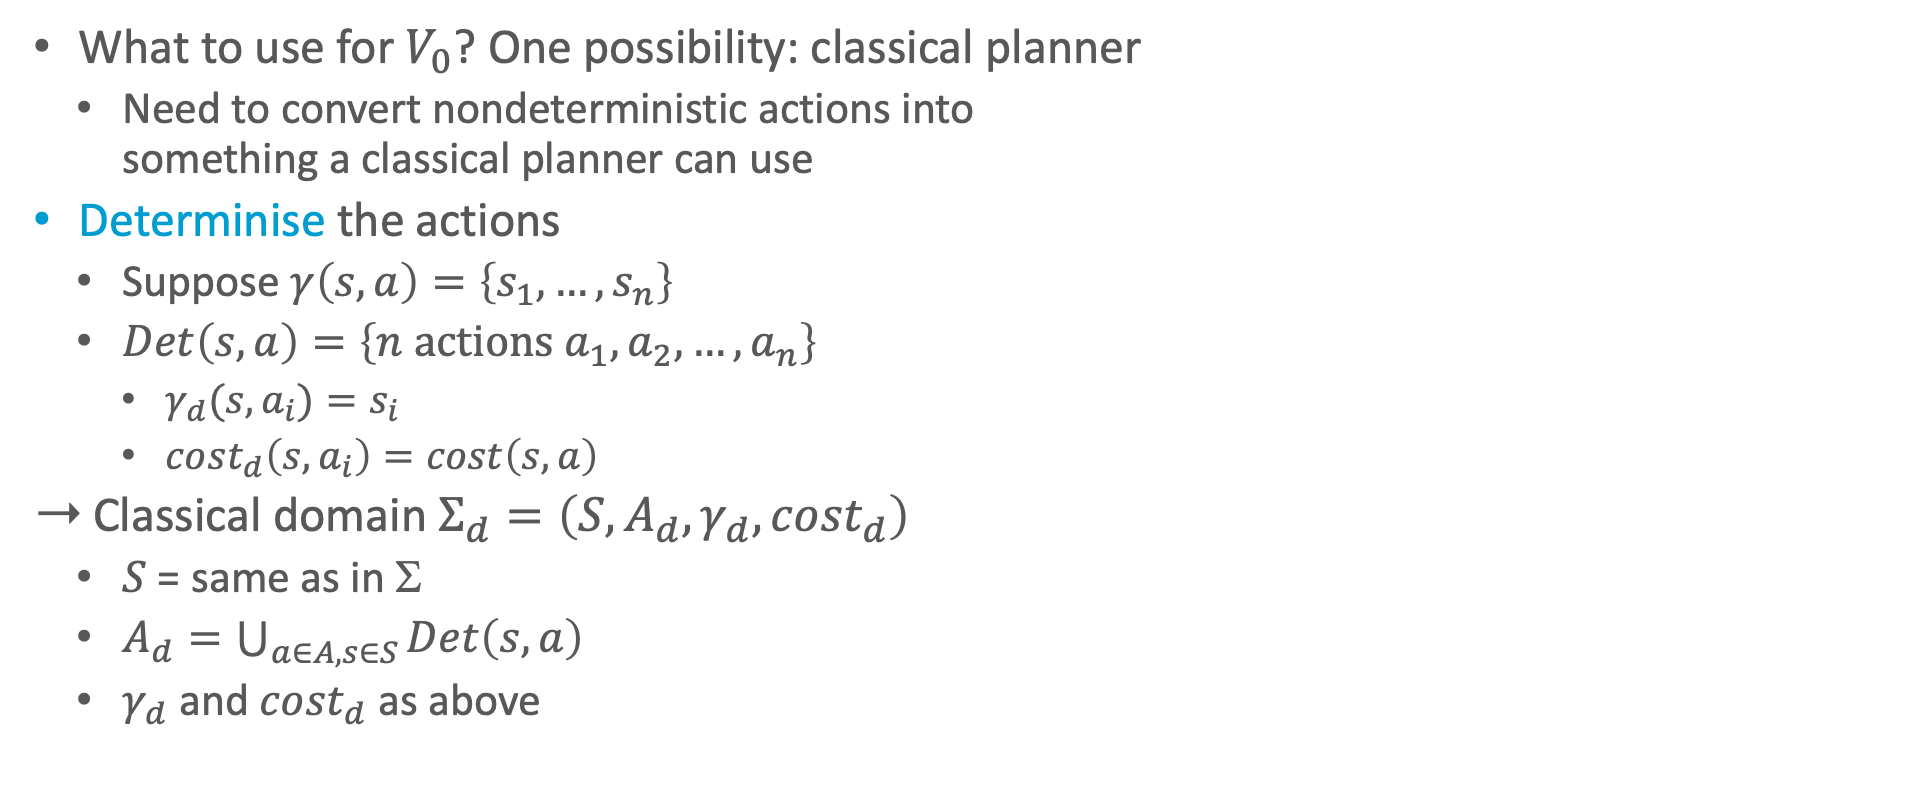 • What to use for V₀? One possibility: classical planner
• Need to convert nondeterministic actions into
something a classical planner can use
• Determinise the actions
• Suppose γ(s, a) = {s₁, … , sₙ}
• Det(s, a) = {n actions a₁, a₂, … , aₙ}
• γ_d(s, aᵢ) = sᵢ
• cost_d(s, aᵢ) = cost(s, a)
→ Classical domain Σ_d = (S, A_d, γ_d, cost_d)
• S = same as in Σ
• A_d = ⋃_{a∈A,s∈S} Det(s, a)
• γ_d and cost_d as above